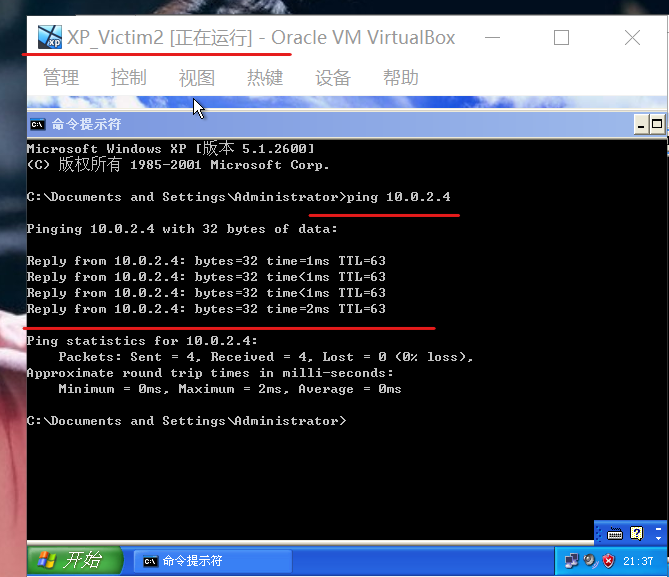 XP_Victim2 [正在运行] - Oracle VM VirtualBox
管理 控制 视图 热键 设备 帮助
命令提示符
Microsoft Windows XP [版本 5.1.2600]
(C) 版权所有 1985-2001 Microsoft Corp.
C:\Documents and Settings\Administrator>ping 10.0.2.4
Pinging 10.0.2.4 with 32 bytes of data:
Reply from 10.0.2.4: bytes=32 time=1ms TTL=63
Reply from 10.0.2.4: bytes=32 time<1ms TTL=63
Reply from 10.0.2.4: bytes=32 time<1ms TTL=63
Reply from 10.0.2.4: bytes=32 time=2ms TTL=63
Ping statistics for 10.0.2.4:
Packets: Sent = 4, Received = 4, Lost = 0 (0% loss),
Approximate round trip times in milli-seconds:
Minimum = 0ms, Maximum = 2ms, Average = 0ms
C:\Documents and Settings\Administrator>
开始 命令提示符 21:37